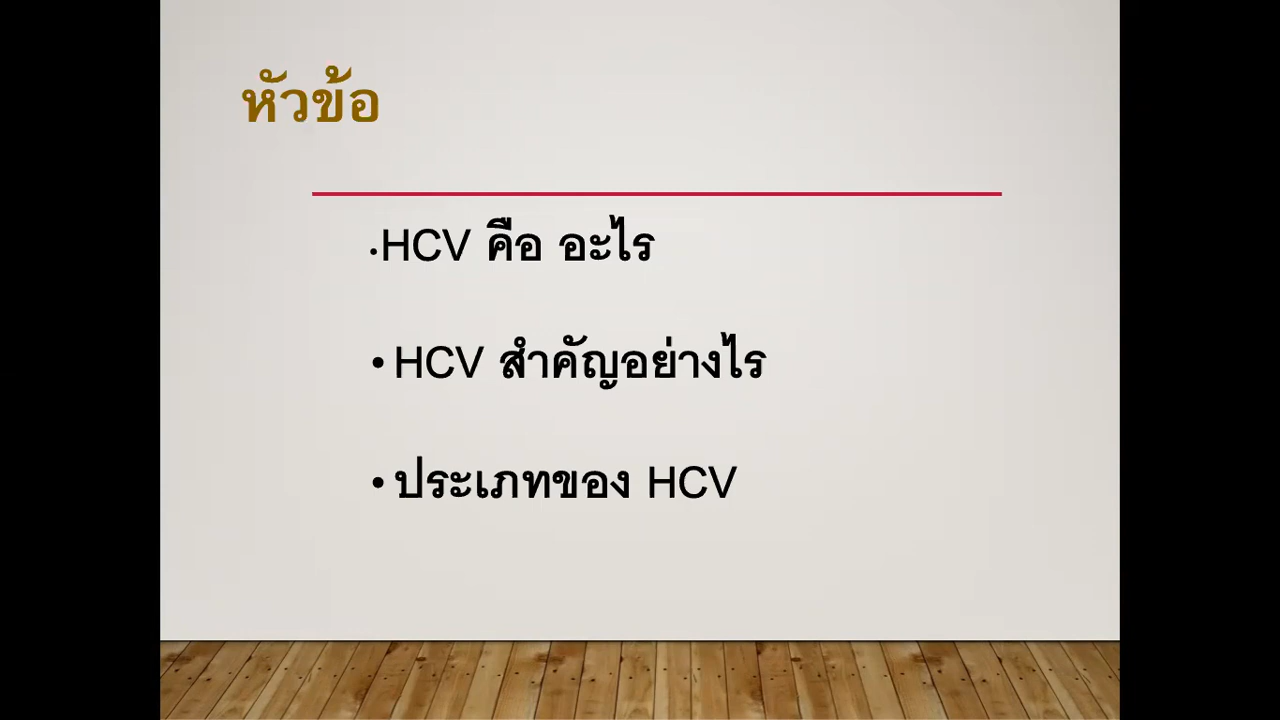 หัวข้อ
•HCV คือ อะไร
• HCV สำคัญอย่างไร
• ประเภทของ HCV